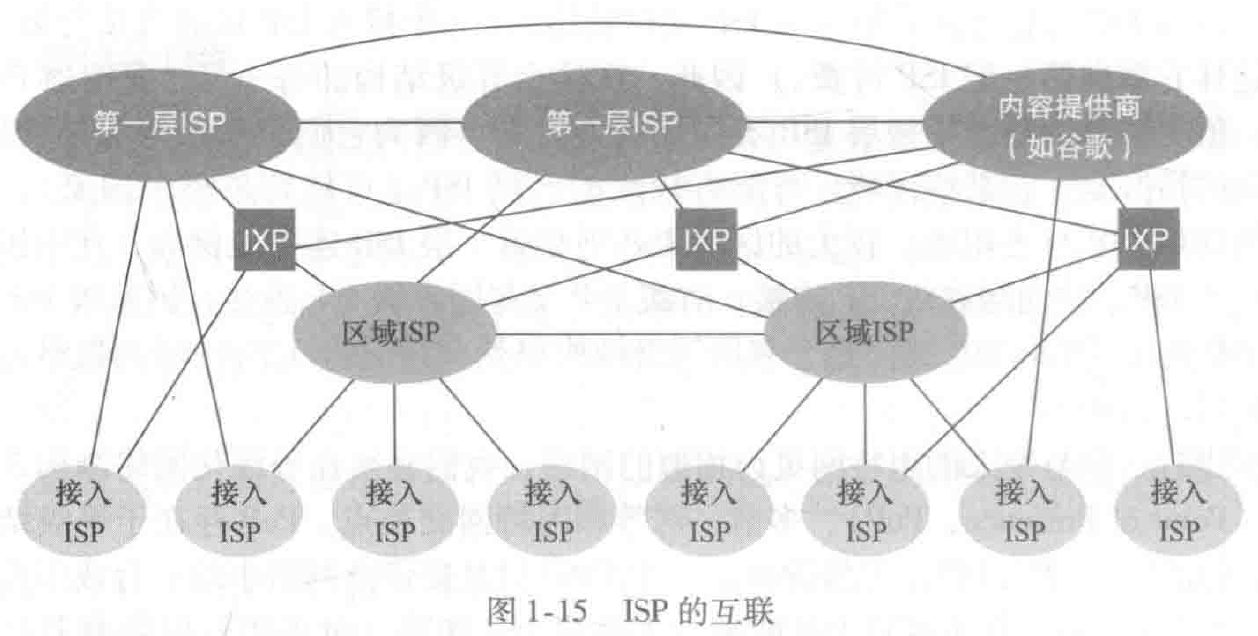 第一层ISP
第一层ISP
内容提供商
（如谷歌）
IXP
IXP
IXP
区域ISP
区域ISP
接入
ISP
接入
ISP
接入
ISP
接入
ISP
接入
ISP
接入
ISP
接入
ISP
接入
ISP
图 1-15 ISP 的互联